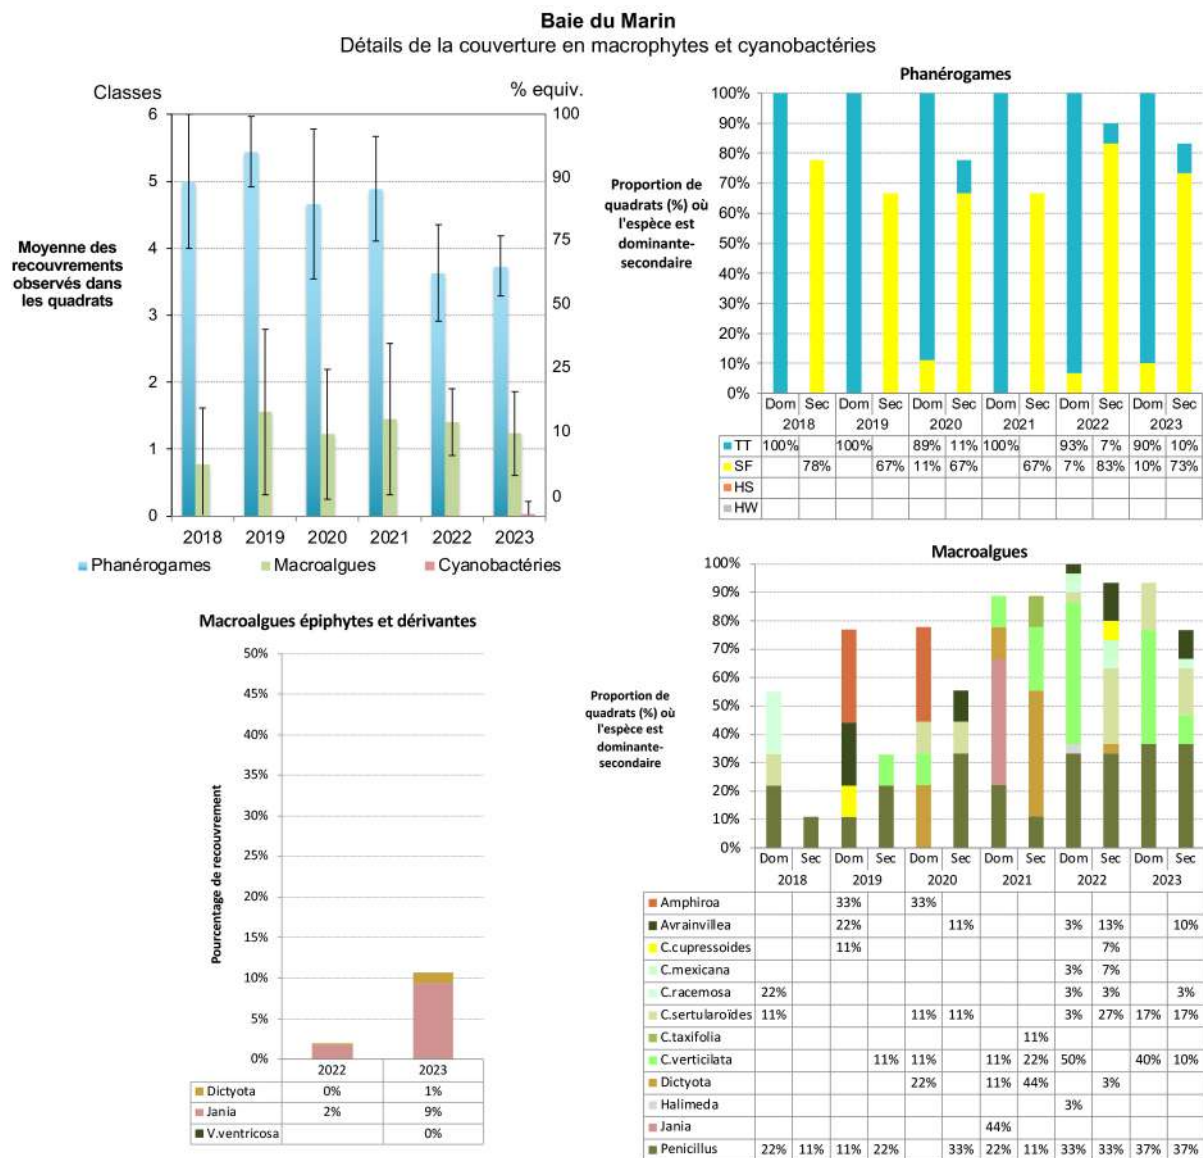 Baie du Marin
Détails de la couverture en macrophytes et cyanobactéries
Classes
% equiv.
6
5
4
3
2
1
0
100
90
75
50
25
10
0
Moyenne des
recouvrements
observés dans
les quadrats
2018 2019 2020 2021 2022 2023
Phanérogames Macroalgues Cyanobactéries
Phanérogames
Proportion de
quadrats (%) où
l'espèce est
dominante-
secondaire
100%
90%
80%
70%
60%
50%
40%
30%
20%
10%
0%
Dom Sec Dom Sec Dom Sec Dom Sec Dom Sec Dom Sec
2018 2019 2020 2021 2022 2023
TT 100% 100% 89% 11% 100% 93% 7% 90% 10%
SF 78% 67% 11% 67% 67% 7% 83% 10% 73%
HS
HW
Macroalgues épiphytes et dérivantes
Pourcentage de recouvrement
50%
45%
40%
35%
30%
25%
20%
15%
10%
5%
0%
2022 2023
Dictyota 0% 1%
Jania 2% 9%
V.ventricosa 0%
Macroalgues
Proportion de
quadrats (%) où
l'espèce est
dominante-
secondaire
100%
90%
80%
70%
60%
50%
40%
30%
20%
10%
0%
Dom Sec Dom Sec Dom Sec Dom Sec Dom Sec Dom Sec
2018 2019 2020 2021 2022 2023
Amphiroa 33% 33%
Avrainvillea 22% 11% 3% 13% 10%
C.cupressoides 11% 7%
C.mexicana 3% 7%
C.racemosa 22% 3% 3% 3%
C.sertularoïdes 11% 11% 11% 3% 27% 17% 17%
C.taxifolia 11%
C.verticilata 11% 11% 11% 22% 50% 40% 10%
Dictyota 22% 11% 44% 3%
Halimeda 3%
Jania 44%
Penicillus 22% 11% 11% 22% 33% 22% 11% 33% 33% 37% 37%